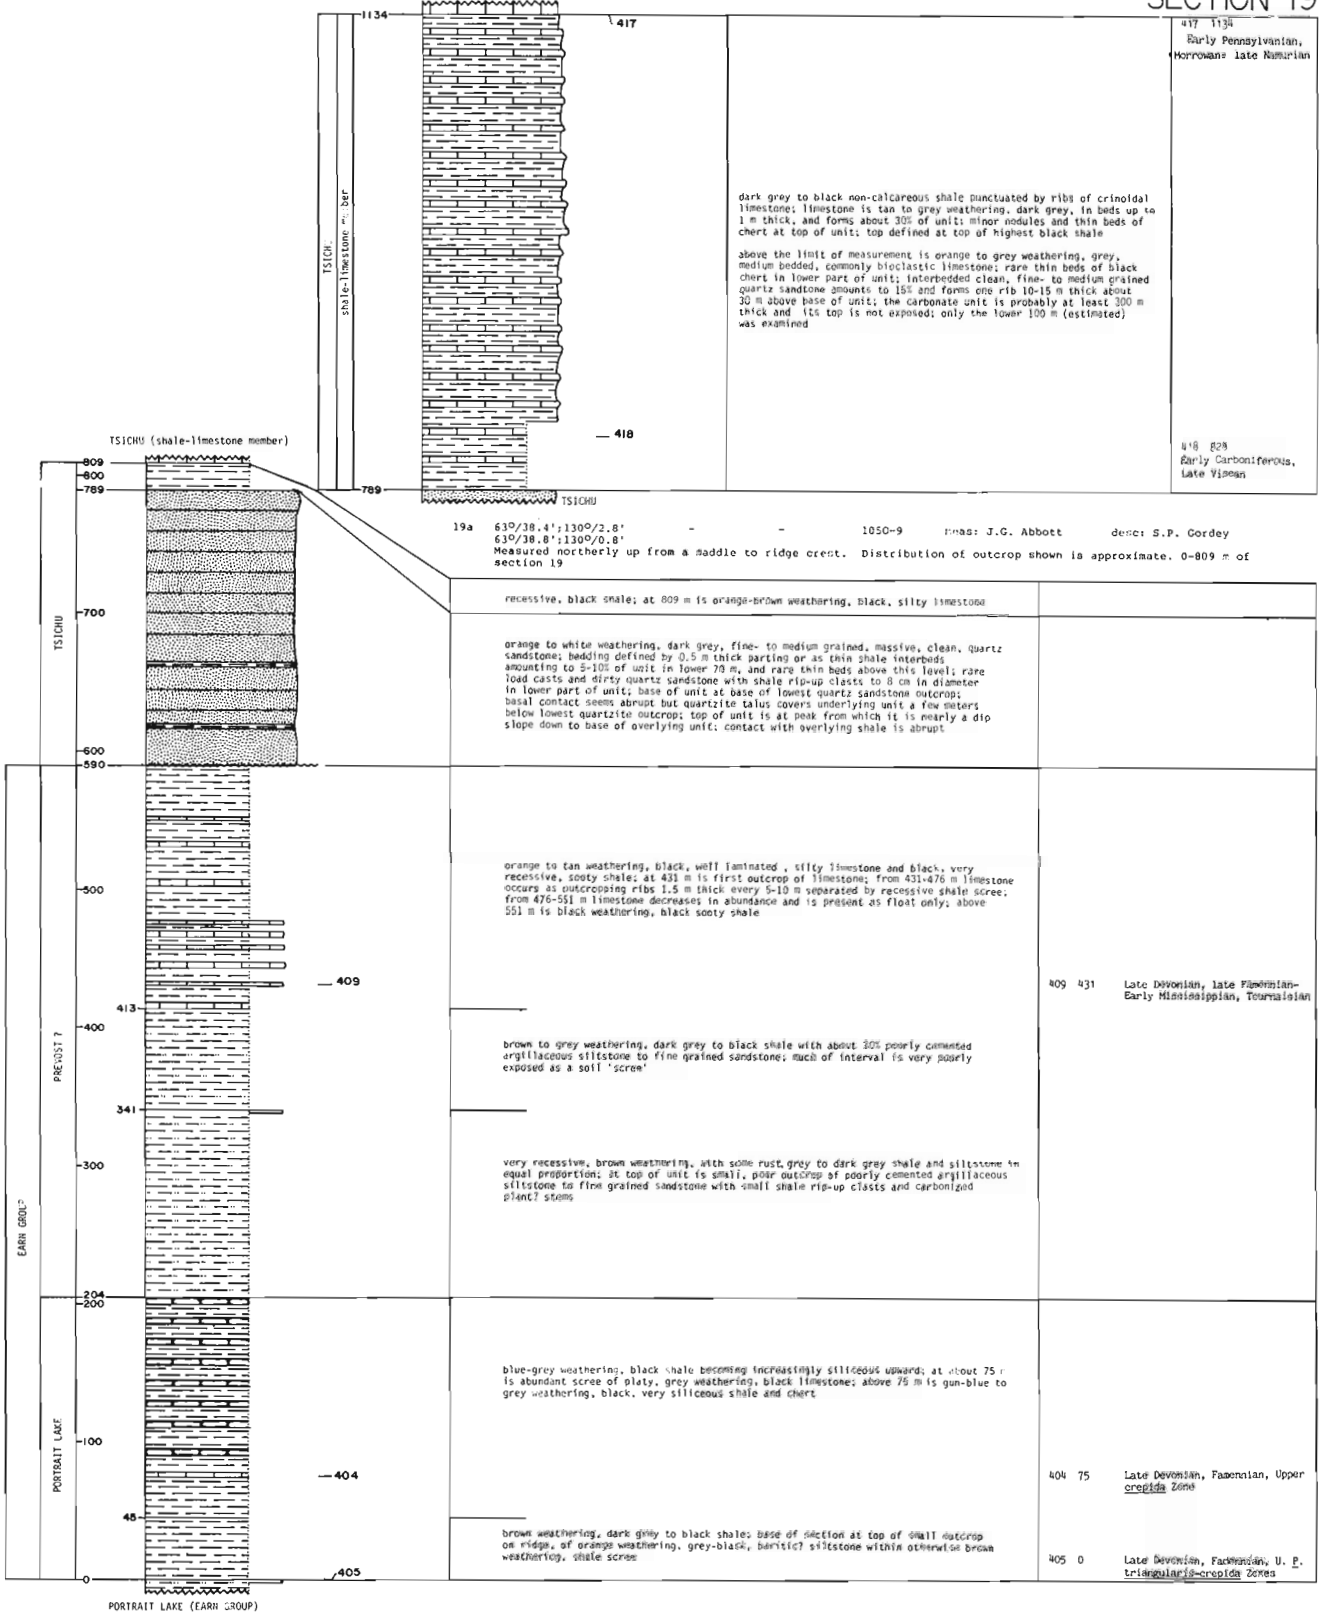 SECTION 19
1134
417
417 1134
Early Pennsylvanian,
Morrowan= late Namurian
TSICHU
shale-limestone member
dark grey to black non-calcareous shale punctuated by ribs of crinoidal
limestone; limestone is tan to grey weathering, dark grey, in beds up to
1 m thick, and forms about 30% of unit; minor nodules and thin beds of
chert at top of unit; top defined at top of highest black shale
above the limit of measurement is orange to grey weathering, grey,
medium bedded, commonly bioclastic limestone; rare thin beds of black
chert in lower part of unit; interbedded clean, fine- to medium grained
quartz sandtone amounts to 15% and forms one rib 10-15 m thick about
30 m above base of unit; the carbonate unit is probably at least 300 m
thick and its top is not exposed; only the lower 100 m (estimated)
was examined
418
418 829
Early Carboniferous,
Late Visean
789
TSICHU
TSICHU (shale-limestone member)
809
800
789
19a 63°/38.4';130°/2.8' - - 1050-9 meas: J.G. Abbott desc: S.P. Gordey
63°/38.8';130°/0.8'
Measured northerly up from a saddle to ridge crest. Distribution of outcrop shown is approximate. 0-809 m of
section 19
recessive, black shale; at 809 m is orange-brown weathering, black, silty limestone
TSICHU
700
orange to white weathering, dark grey, fine- to medium grained, massive, clean, quartz
sandstone; bedding defined by 0.5 m thick parting or as thin shale interbeds
amounting to 5-10% of unit in lower 70 m, and rare thin beds above this level; rare
load casts and dirty quartz sandstone with shale rip-up clasts to 8 cm in diameter
in lower part of unit; base of unit at base of lowest quartz sandstone outcrop;
basal contact seems abrupt but quartzite talus covers underlying unit a few meters
below lowest quartzite outcrop; top of unit is at peak from which it is nearly a dip
slope down to base of overlying unit; contact with overlying shale is abrupt
600
590
orange to tan weathering, black, well laminated , silty limestone and black, very
recessive, sooty shale; at 431 m is first outcrop of limestone; from 431-476 m limestone
occurs as outcropping ribs 1.5 m thick every 5-10 m separated by recessive shale scree;
from 476-551 m limestone decreases in abundance and is present as float only; above
551 m is black weathering, black sooty shale
500
409
409 431 Late Devonian, late Famennian-
Early Mississippian, Tournaisian
413
400
PREVOST ?
brown to grey weathering, dark grey to black shale with about 30% poorly cemented
argillaceous siltstone to fine grained sandstone; much of interval is very poorly
exposed as a soil 'scree'
341
300
very recessive, brown weathering, with some rust, grey to dark grey shale and siltstone in
equal proportion; at top of unit is small, poor outcrop of poorly cemented argillaceous
siltstone to fine grained sandstone with small shale rip-up clasts and carbonized
plant? stems
EARN GROUP
204
200
blue-grey weathering, black shale becoming increasingly siliceous upward; at about 75 m
is abundant scree of platy, grey weathering, black limestone; above 75 m is gun-blue to
grey weathering, black, very siliceous shale and chert
PORTRAIT LAKE
100
404
404 75 Late Devonian, Famennian, Upper
crepida Zone
45
brown weathering, dark grey to black shale; base of section at top of small outcrop
on ridge, of orange weathering, grey-black, baritic? siltstone within otherwise brown
weathering, shale scree
405
405 0 Late Devonian, Famennian, U. P.
triangularis-crepida Zones
0
PORTRAIT LAKE (EARN GROUP)